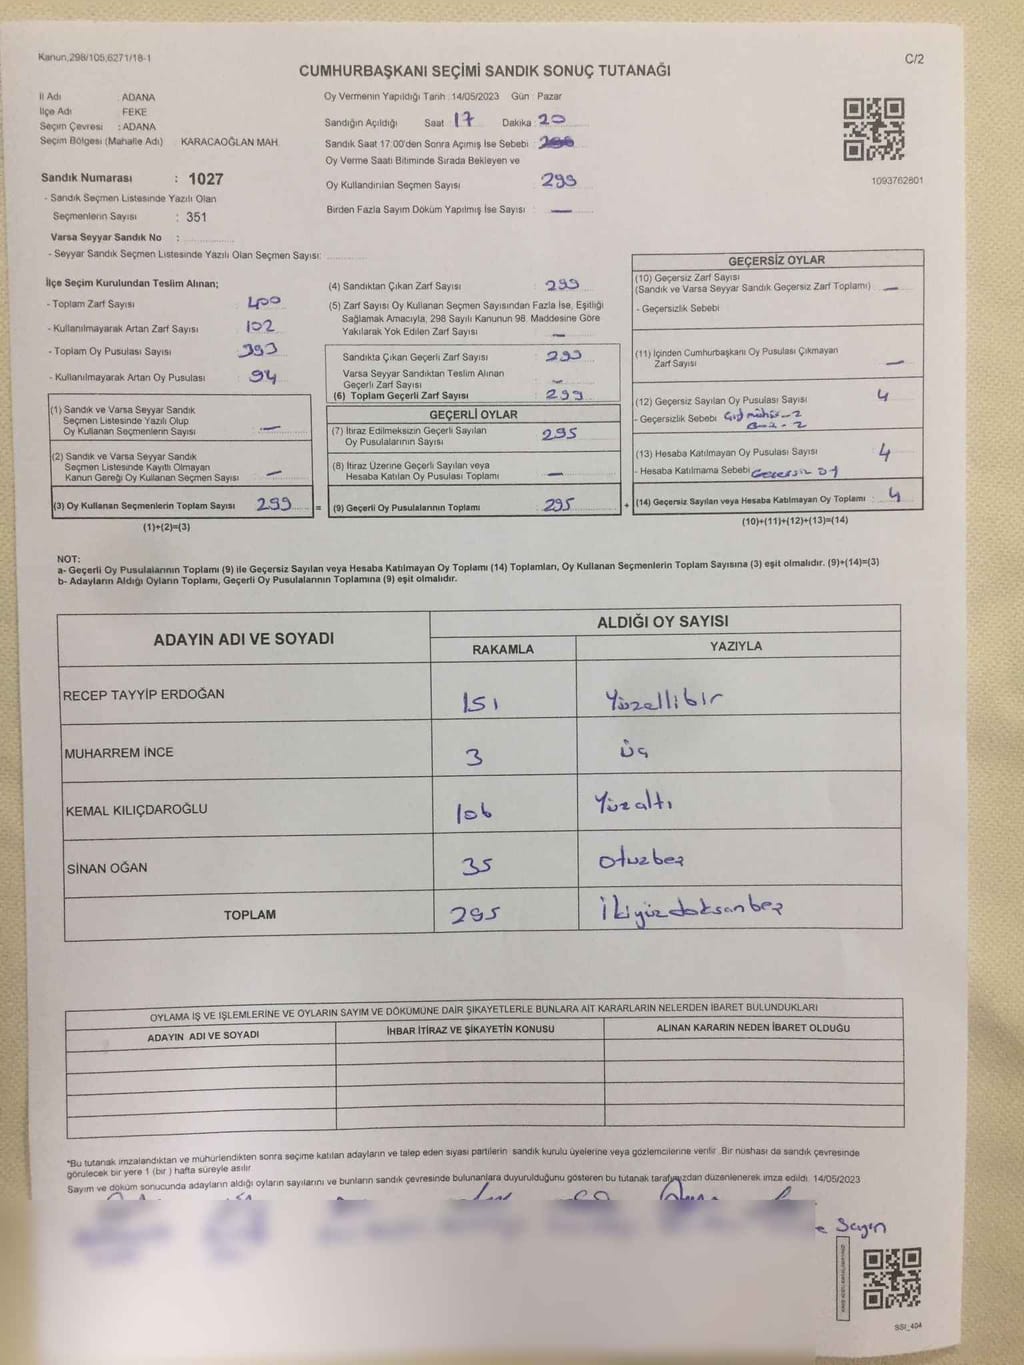 Kanun,298/105,6271/18-1
C/2
CUMHURBAŞKANI SEÇİMİ SANDIK SONUÇ TUTANAĞI
İl Adı : ADANA
İlçe Adı : FEKE
Seçim Çevresi : ADANA
Seçim Bölgesi (Mahalle Adı) : KARACAOĞLAN MAH.
Sandık Numarası : 1027
- Sandık Seçmen Listesinde Yazılı Olan
Seçmenlerin Sayısı : 351
Varsa Seyyar Sandık No :
- Seyyar Sandık Seçmen Listesinde Yazılı Olan Seçmen Sayısı:
Oy Vermenin Yapıldığı Tarih :14/05/2023 Gün : Pazar
Sandığın Açıldığı Saat 17 Dakika : 20
Sandık Saat 17:00'den Sonra Açımış İse Sebebi :
Oy Verme Saati Bitiminde Sırada Bekleyen ve
Oy Kullandırılan Seçmen Sayısı : 299
Birden Fazla Sayım Döküm Yapılmış İse Sayısı : —
1093762801
İlçe Seçim Kurulundan Teslim Alınan;
- Toplam Zarf Sayısı : 400
- Kullanılmayarak Artan Zarf Sayısı : 102
- Toplam Oy Pusulası Sayısı : 393
- Kullanılmayarak Artan Oy Pusulası : 94
(1) Sandık ve Varsa Seyyar Sandık
Seçmen Listesinde Yazılı Olup
Oy Kullanan Seçmenlerin Sayısı : —
(2) Sandık ve Varsa Seyyar Sandık
Seçmen Listesinde Kayıtlı Olmayan
Kanun Gereği Oy Kullanan Seçmen Sayısı : —
(3) Oy Kullanan Seçmenlerin Toplam Sayısı : 299 =
(1)+(2)=(3)
(4) Sandıktan Çıkan Zarf Sayısı : 299
(5) Zarf Sayısı Oy Kullanan Seçmen Sayısından Fazla İse, Eşitliği
Sağlamak Amacıyla, 298 Sayılı Kanunun 98. Maddesine Göre
Yakılarak Yok Edilen Zarf Sayısı : —
Sandıkta Çıkan Geçerli Zarf Sayısı : 299
Varsa Seyyar Sandıktan Teslim Alınan
Geçerli Zarf Sayısı : —
(6) Toplam Geçerli Zarf Sayısı : 299
GEÇERLİ OYLAR
(7) İtiraz Edilmeksizin Geçerli Sayılan
Oy Pusulalarının Sayısı : 295
(8) İtiraz Üzerine Geçerli Sayılan veya
Hesaba Katılan Oy Pusulası Toplamı : —
(9) Geçerli Oy Pusulalarının Toplamı : 295 +
GEÇERSİZ OYLAR
(10) Geçersiz Zarf Sayısı
(Sandık ve Varsa Seyyar Sandık Geçersiz Zarf Toplamı) : —
- Geçersizlik Sebebi
(11) İçinden Cumhurbaşkanı Oy Pusulası Çıkmayan
Zarf Sayısı : —
(12) Geçersiz Sayılan Oy Pusulası Sayısı : 4
- Geçersizlik Sebebi :
(13) Hesaba Katılmayan Oy Pusulası Sayısı : 4
- Hesaba Katılmama Sebebi : Geçersiz oy
(14) Geçersiz Sayılan veya Hesaba Katılmayan Oy Toplamı : 4
(10)+(11)+(12)+(13)=(14)
NOT:
a- Geçerli Oy Pusulalarının Toplamı (9) ile Geçersiz Sayılan veya Hesaba Katılmayan Oy Toplamı (14) Toplamları, Oy Kullanan Seçmenlerin Toplam Sayısına (3) eşit olmalıdır. (9)+(14)=(3)
b- Adayların Aldığı Oyların Toplamı, Geçerli Oy Pusulalarının Toplamına (9) eşit olmalıdır.
ADAYIN ADI VE SOYADI
ALDIĞI OY SAYISI
RAKAMLA YAZIYLA
RECEP TAYYİP ERDOĞAN 151 Yüzellibir
MUHARREM İNCE 3 üç
KEMAL KILIÇDAROĞLU 106 Yüzaltı
SİNAN OĞAN 35 otuzbeş
TOPLAM 295 İkiyüzdoksanbeş
OYLAMA İŞ VE İŞLEMLERİNE VE OYLARIN SAYIM VE DÖKÜMÜNE DAİR ŞİKAYETLERLE BUNLARA AİT KARARLARIN NELERDEN İBARET BULUNDUKLARI
ADAYIN ADI VE SOYADI İHBAR İTİRAZ VE ŞİKAYETİN KONUSU ALINAN KARARIN NEDEN İBARET OLDUĞU
*Bu tutanak imzalandıktan ve mühürlendikten sonra seçime katılan adayların ve talep eden siyasi partilerin sandık kurulu üyelerine veya gözlemcilerine verilir. Bir nüshası da sandık çevresinde
görülecek bir yere 1 (bir ) hafta süreyle asılır.
Sayım ve döküm sonucunda adayların aldığı oyların sayılarını ve bunların sandık çevresinde bulunanlara duyurulduğunu gösteren bu tutanak tarafımızdan düzenlenerek imza edildi. 14/05/2023
Sayın
SSI_404